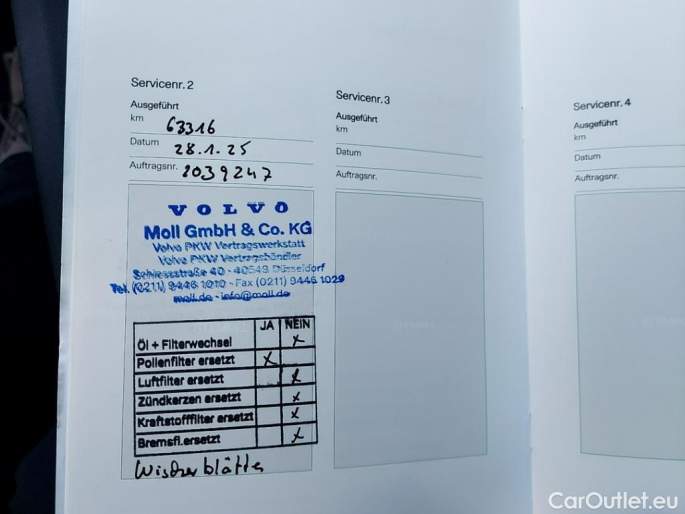 Servicenr. 2
Ausgeführt
km 63316
Datum 28.1.25
Auftragsnr. 2039247
VOLVO
Moll GmbH & Co. KG
Volvo PKW Vertragswerkstatt
Volvo PKW Vertragshändler
Schiessstraße 40 - 40549 Düsseldorf
Tel. (0211) 9446 1010 - Fax (0211) 9446 1029
moll.de - info@moll.de
JA NEIN
Öl + Filterwechsel x
Pollenfilter ersetzt x
Luftfilter ersetzt x
Zündkerzen ersetzt x
Kraftstofffilter ersetzt x
Bremsfl.ersetzt x
Wischerblätter
Servicenr. 3
Ausgeführt
km
Datum
Auftragsnr.
Servicenr. 4
Ausgeführt
km
Datum
Auftragsnr.
CarOutlet.eu